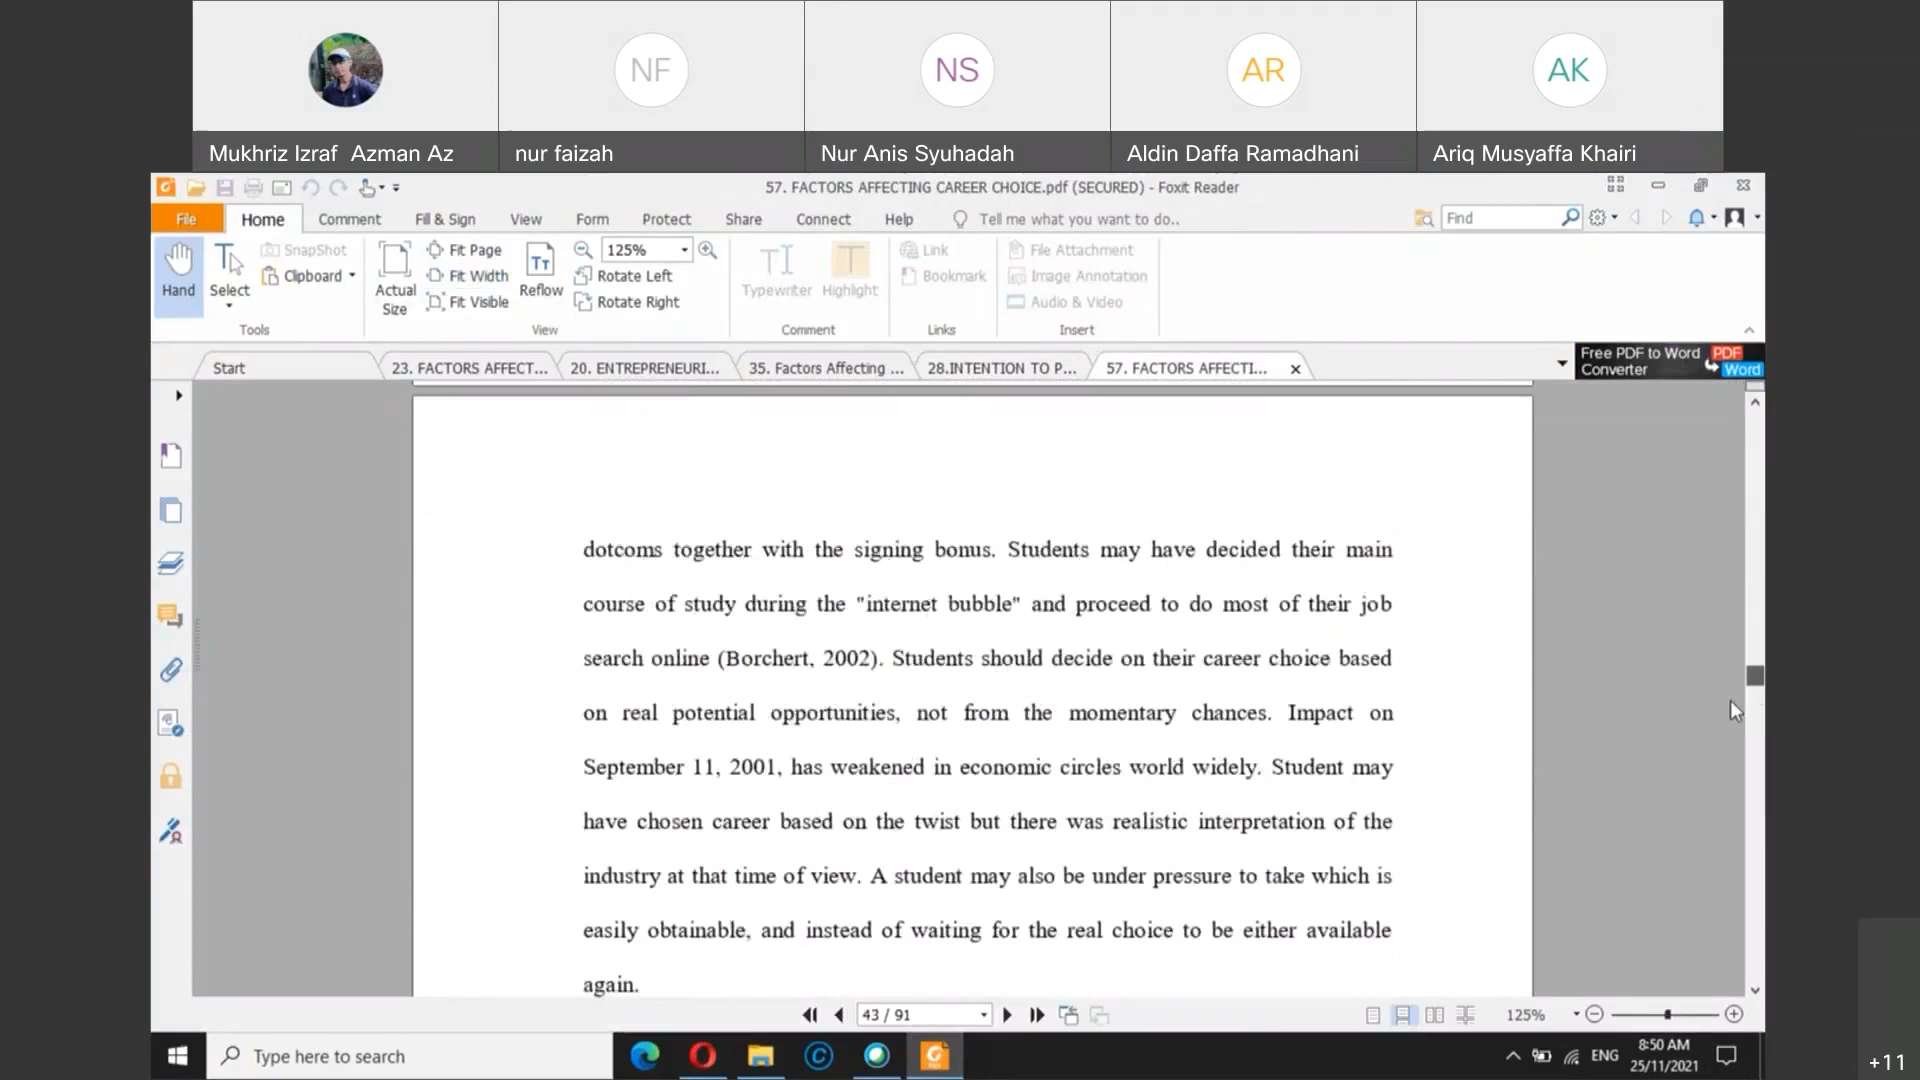 NF
NS
AR
AK
Mukhriz Izraf Azman Az
nur faizah
Nur Anis Syuhadah
Aldin Daffa Ramadhani
Ariq Musyaffa Khairi
57. FACTORS AFFECTING CAREER CHOICE.pdf (SECURED) - Foxit Reader
File
Home
Comment
Fill & Sign
View
Form
Protect
Share
Connect
Help
Tell me what you want to do..
Find
Hand
Select
SnapShot
Clipboard
Tools
Actual
Size
Fit Page
Fit Width
Fit Visible
Reflow
125%
Rotate Left
Rotate Right
View
Typewriter
Highlight
Comment
Link
Bookmark
Links
File Attachment
Image Annotation
Audio & Video
Insert
Start
23. FACTORS AFFECT...
20. ENTREPRENEURI...
35. Factors Affecting ...
28.INTENTION TO P...
57. FACTORS AFFECTI...
Free PDF to Word
Converter
PDF
Word
dotcoms together with the signing bonus. Students may have decided their main
course of study during the "internet bubble" and proceed to do most of their job
search online (Borchert, 2002). Students should decide on their career choice based
on real potential opportunities, not from the momentary chances. Impact on
September 11, 2001, has weakened in economic circles world widely. Student may
have chosen career based on the twist but there was realistic interpretation of the
industry at that time of view. A student may also be under pressure to take which is
easily obtainable, and instead of waiting for the real choice to be either available
again.
43 / 91
125%
Type here to search
ENG
8:50 AM
25/11/2021
+11